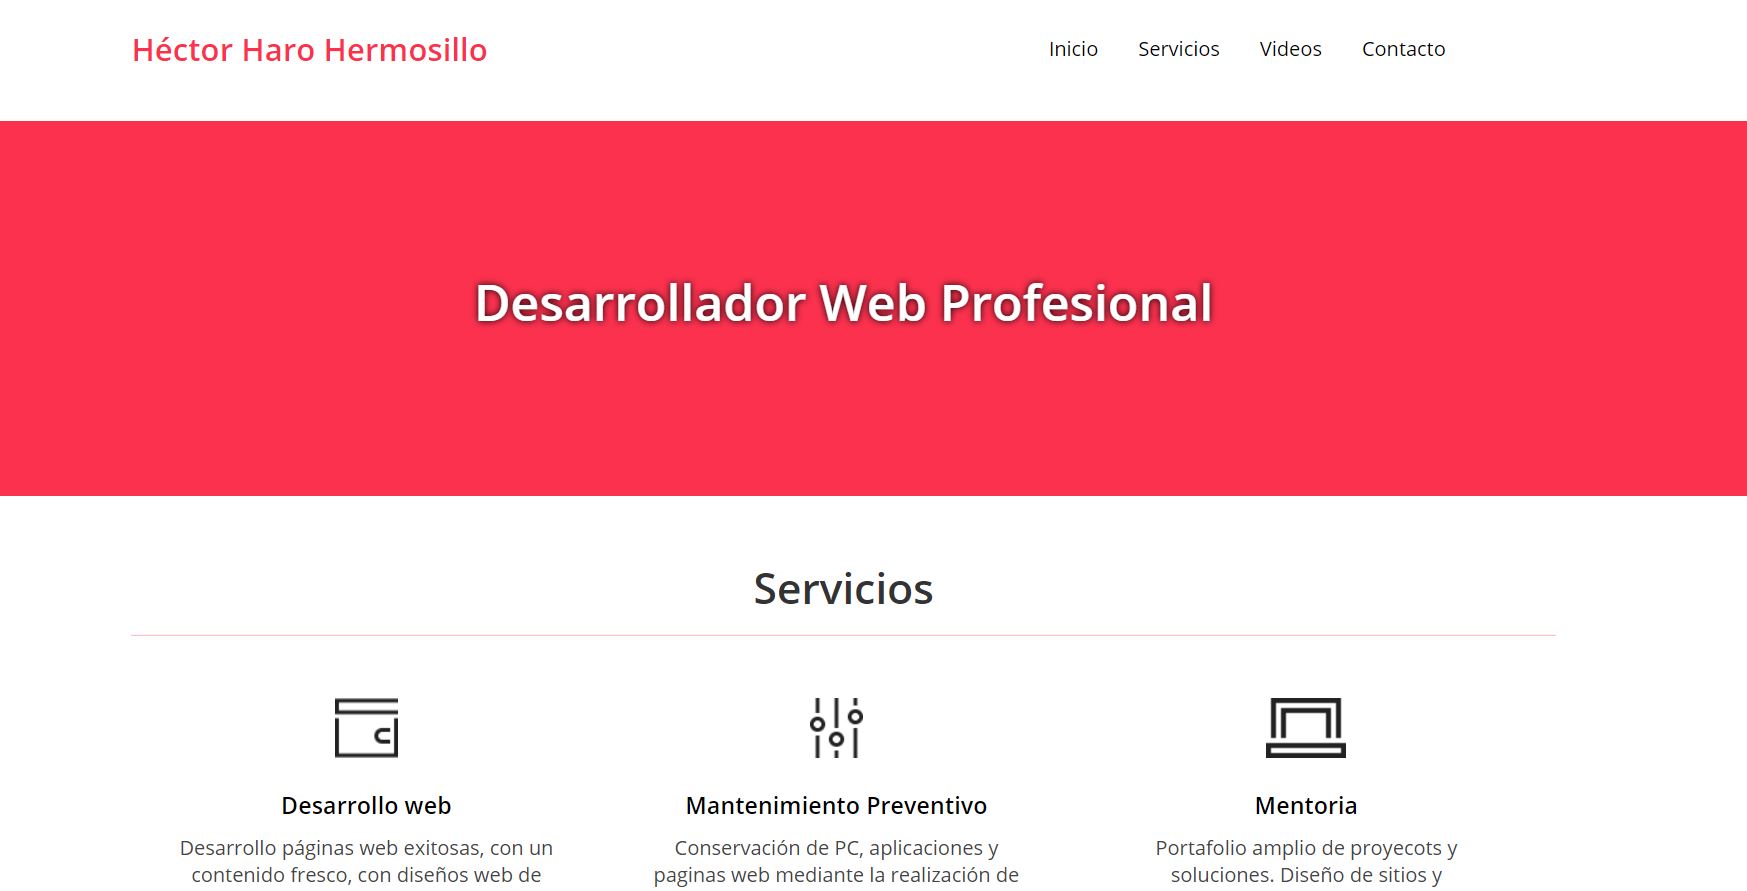 Héctor Haro Hermosillo
Inicio Servicios Videos Contacto
Desarrollador Web Profesional
Servicios
Desarrollo web
Desarrollo páginas web exitosas, con un
contenido fresco, con diseños web de
Mantenimiento Preventivo
Conservación de PC, aplicaciones y
paginas web mediante la realización de
Mentoria
Portafolio amplio de proyecots y
soluciones. Diseño de sitios y